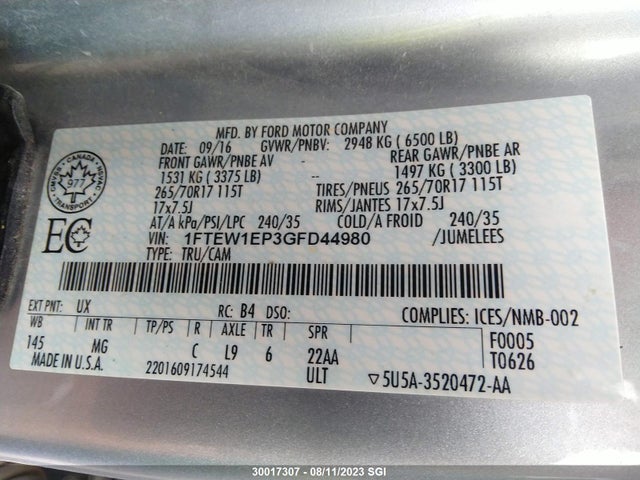 MFD. BY FORD MOTOR COMPANY
DATE: 09/16 GVWR/PNBV: 2948 KG ( 6500 LB)
FRONT GAWR/PNBE AV -- REAR GAWR/PNBE AR
1531 KG ( 3375 LB) -- 1497 KG ( 3300 LB)
265/70R17 115T TIRES/PNEUS 265/70R17 115T
17x7.5J RIMS/JANTES 17x7.5J
AT/A kPa/PSI/LPC 240/35 COLD/A FROID 240/35
VIN: 1FTEW1EP3GFD44980 /JUMELEES
TYPE: TRU/CAM
CANADA
977
TRANSPORT
EC
EXT PNT: UX RC: B4 DSO: COMPLIES: ICES/NMB-002
WB INT TR TP/PS R AXLE TR SPR F0005
145 MG C L9 6 22AA T0626
MADE IN U.S.A. 2201609174544 ULT ▽5U5A-3520472-AA
30017307 - 08/11/2023 SGI